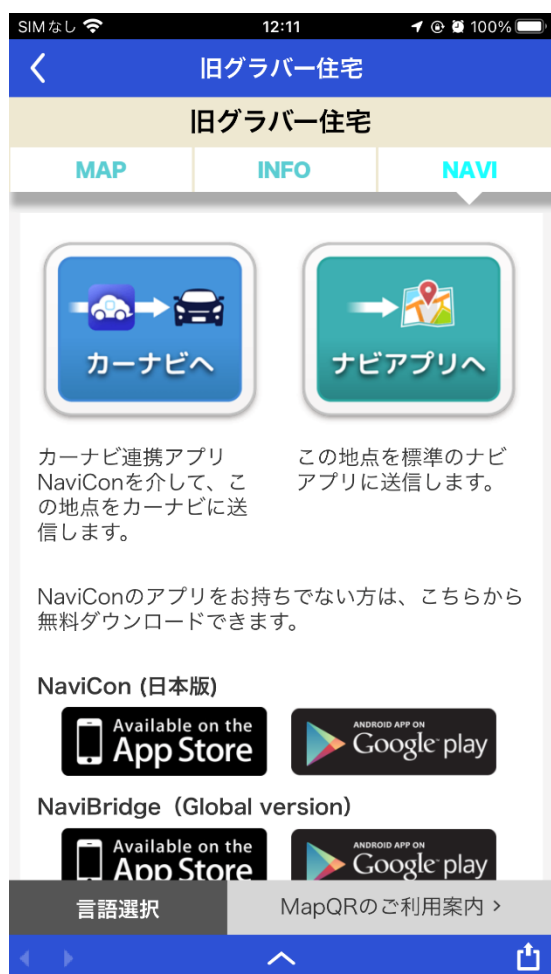 SIMなし 12:11 100%
旧グラバー住宅
旧グラバー住宅
MAP INFO NAVI
カーナビへ ナビアプリへ
カーナビ連携アプリ
NaviConを介して、こ
の地点をカーナビに送
信します。
この地点を標準のナビ
アプリに送信します。
NaviConのアプリをお持ちでない方は、こちらから
無料ダウンロードできます。
NaviCon (日本版)
Available on the
App Store
ANDROID APP ON
Google play
NaviBridge（Global version）
Available on the
App Store
ANDROID APP ON
Google play
言語選択 MapQRのご利用案内 ›